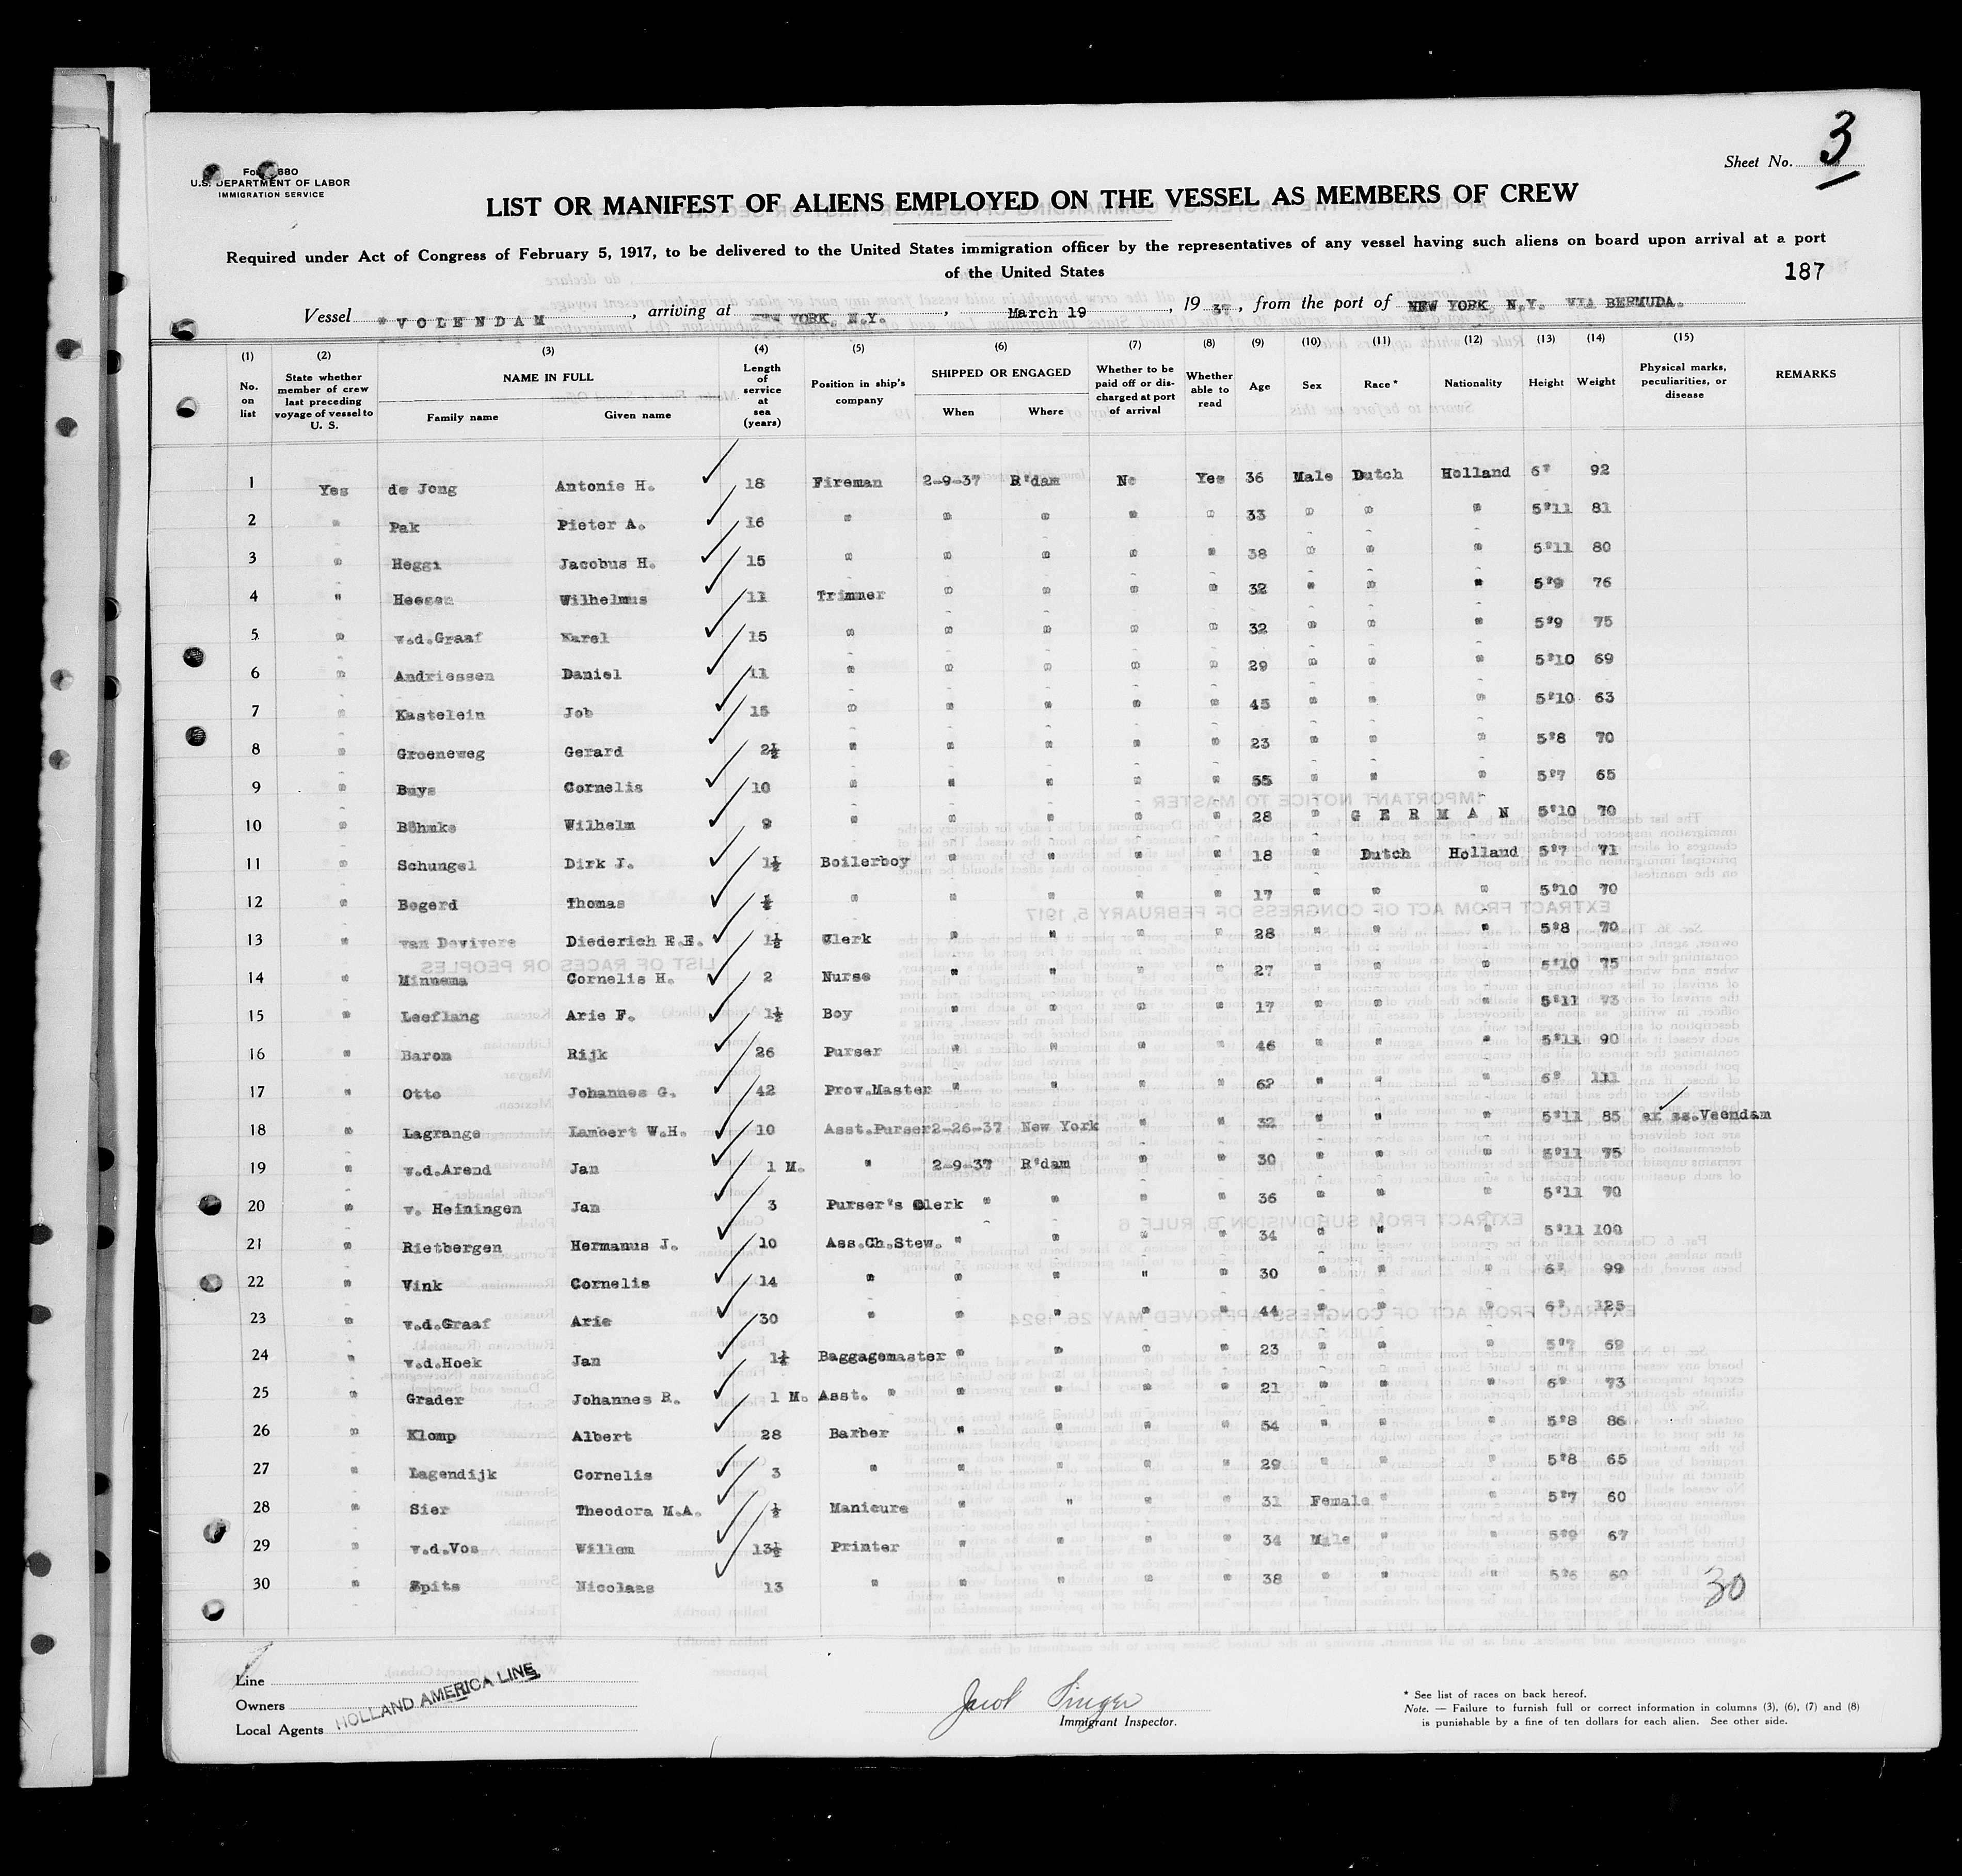 3
Sheet No.
U.S. DEPARTMENT OF LABOR
IMMIGRATION SERVICE
LIST OR MANIFEST OF ALIENS EMPLOYED ON THE VESSEL AS MEMBERS OF CREW
Required under Act of Congress of February 5, 1917, to be delivered to the United States immigration officer by the representatives of any vessel having such aliens on board upon arrival at a port
of the United States
187
Vessel "VOLENDAM, arriving at NEW YORK, N.Y., March 19, 19 37, from the port of NEW YORK N.Y. VIA BERMUDA.
(1) (2) (3) (4) (5) (6) (7) (8) (9) (10) (11) (12) (13) (14) (15)
No. on list State whether member of crew last preceding voyage of vessel to U. S. NAME IN FULL Family name Given name Length of service at sea (years) Position in ship's company SHIPPED OR ENGAGED When Where Whether to be paid off or discharged at port of arrival Whether able to read Age Sex Race * Nationality Height Weight Physical marks, peculiarities, or disease REMARKS
1 Yes de Jong Antonie H. 18 Fireman 2-9-37 R'dam No Yes 36 Male Dutch Holland 6' 92
2 " Pak Pieter A. 16 " " " " " 33 " " " 5'11 81
3 " Heggi Jacobus H. 15 " " " " " 38 " " " 5'11 80
4 " Heesen Wilhelmus 11 Trimmer " " " " 32 " " " 5'9 76
5 " v.d.Graaf Karel 15 " " " " " 32 " " " 5'9 75
6 " Andriessen Daniel 11 " " " " " 29 " " " 5'10 69
7 " Kastelein Job 15 " " " " " 45 " " " 5'10 63
8 " Groeneweg Gerard 2½ " " " " " 23 " " " 5'8 70
9 " Buys Cornelis 10 " " " " " 55 " " " 5'7 65
10 " Böhmke Wilhelm 9 " " " " " 28 " GERMAN 5'10 70
11 " Schungel Dirk J. 1½ Boilerboy " " " " 18 " Dutch Holland 5'7 71
12 " Bogerd Thomas ½ " " " " " 17 " " " 5'10 70
13 " van Devivere Diederich E.E. 1½ Clerk " " " " 28 " " " 5'8 70
14 " Minnema Cornelis H. 2 Nurse " " " " 27 " " " 5'10 75
15 " Leeflang Arie F. 1½ Boy " " " " 17 " " " 5'11 73
16 " Baron Rijk 26 Purser " " " " 46 " " " 5'11 90
17 " Otto Johannes G. 42 Prov.Master " " " " 62 " " " 6' 111
18 " Lagrange Lambert W.H. 10 Asst.Purser 2-26-37 New York " " 32 " " " 5'11 85 ex ss.Veendam
19 " v.d.Arend Jan 1 M. " 2-9-37 R'dam " " 30 " " " 5'11 75
20 " v. Heiningen Jan 3 Purser's Clerk " " " " 36 " " " 5'11 70
21 " Rietbergen Hermanus J. 10 Ass.Ch.Stew. " " " " 34 " " " 5'11 100
22 " Vink Cornelis 14 " " " " " 30 " " " 6' 99
23 " v.d.Graaf Arie 30 " " " " " 44 " " " 6' 125
24 " v.d.Hoek Jan Baggagemaster " " " " 23 " " " 5'7 69
25 " Grader Johannes R. 1 M. Asst. " " " " " 21 " " " 6' 73
26 " Klomp Albert 28 Barber " " " " 54 " " " 5'8 86
27 " Lagendijk Cornelis 3 " " " " " 29 " " " 5'8 65
28 " Sier Theodora M.A. ½ Manicure " " " " 31 Female " " 5'7 60
29 " v.d.Vos Willem 13½ Printer " " " " 34 Male " " 5'9 67
30 " Spits Nicolaas 13 " " " " " 38 " " " 5'6 60
30
Line
Owners HOLLAND AMERICA LINE
Local Agents
Jacob Singer
Immigrant Inspector.
* See list of races on back hereof.
Note. — Failure to furnish full or correct information in columns (3), (6), (7) and (8)
is punishable by a fine of ten dollars for each alien. See other side.